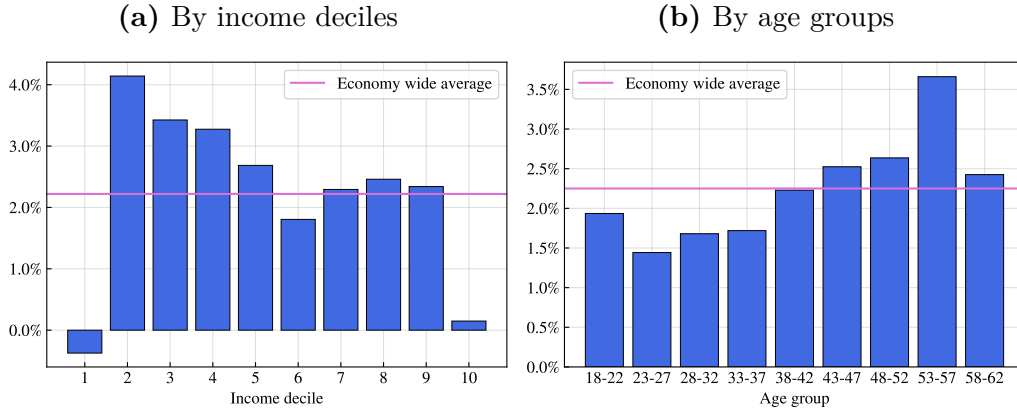 (a) By income deciles
4.0%
3.0%
2.0%
1.0%
0.0%
Economy wide average
1 2 3 4 5 6 7 8 9 10
Income decile
(b) By age groups
3.5%
3.0%
2.5%
2.0%
1.5%
1.0%
0.5%
0.0%
Economy wide average
18-22 23-27 28-32 33-37 38-42 43-47 48-52 53-57 58-62
Age group